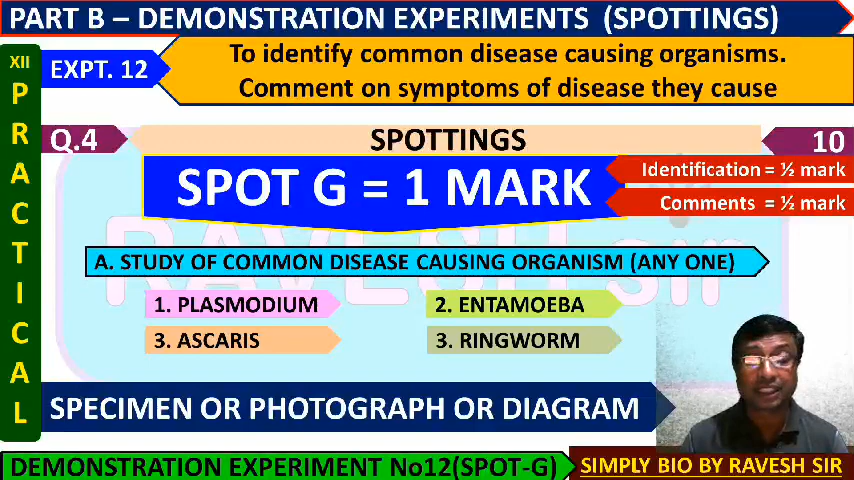 PART B – DEMONSTRATION EXPERIMENTS (SPOTTINGS)
XII
PRACTICAL
EXPT. 12
To identify common disease causing organisms.
Comment on symptoms of disease they cause
Q.4
SPOTTINGS
10
SPOT G = 1 MARK
Identification = ½ mark
Comments = ½ mark
RAVESH sir
A. STUDY OF COMMON DISEASE CAUSING ORGANISM (ANY ONE)
1. PLASMODIUM
2. ENTAMOEBA
3. ASCARIS
3. RINGWORM
SPECIMEN OR PHOTOGRAPH OR DIAGRAM
DEMONSTRATION EXPERIMENT No12(SPOT-G)
SIMPLY BIO BY RAVESH SIR